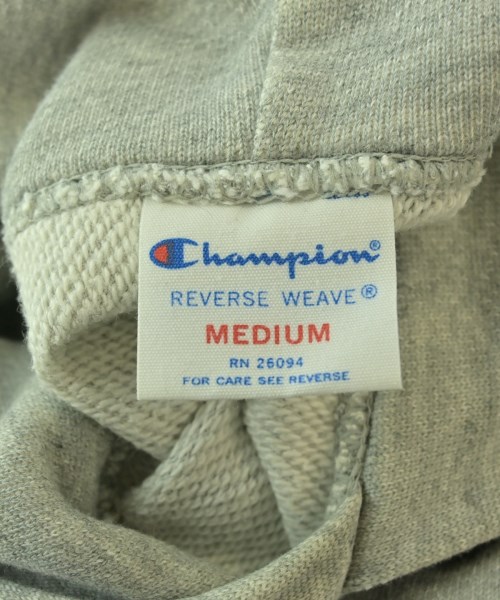 Champion®
REVERSE WEAVE®
MEDIUM
RN 26094
FOR CARE SEE REVERSE